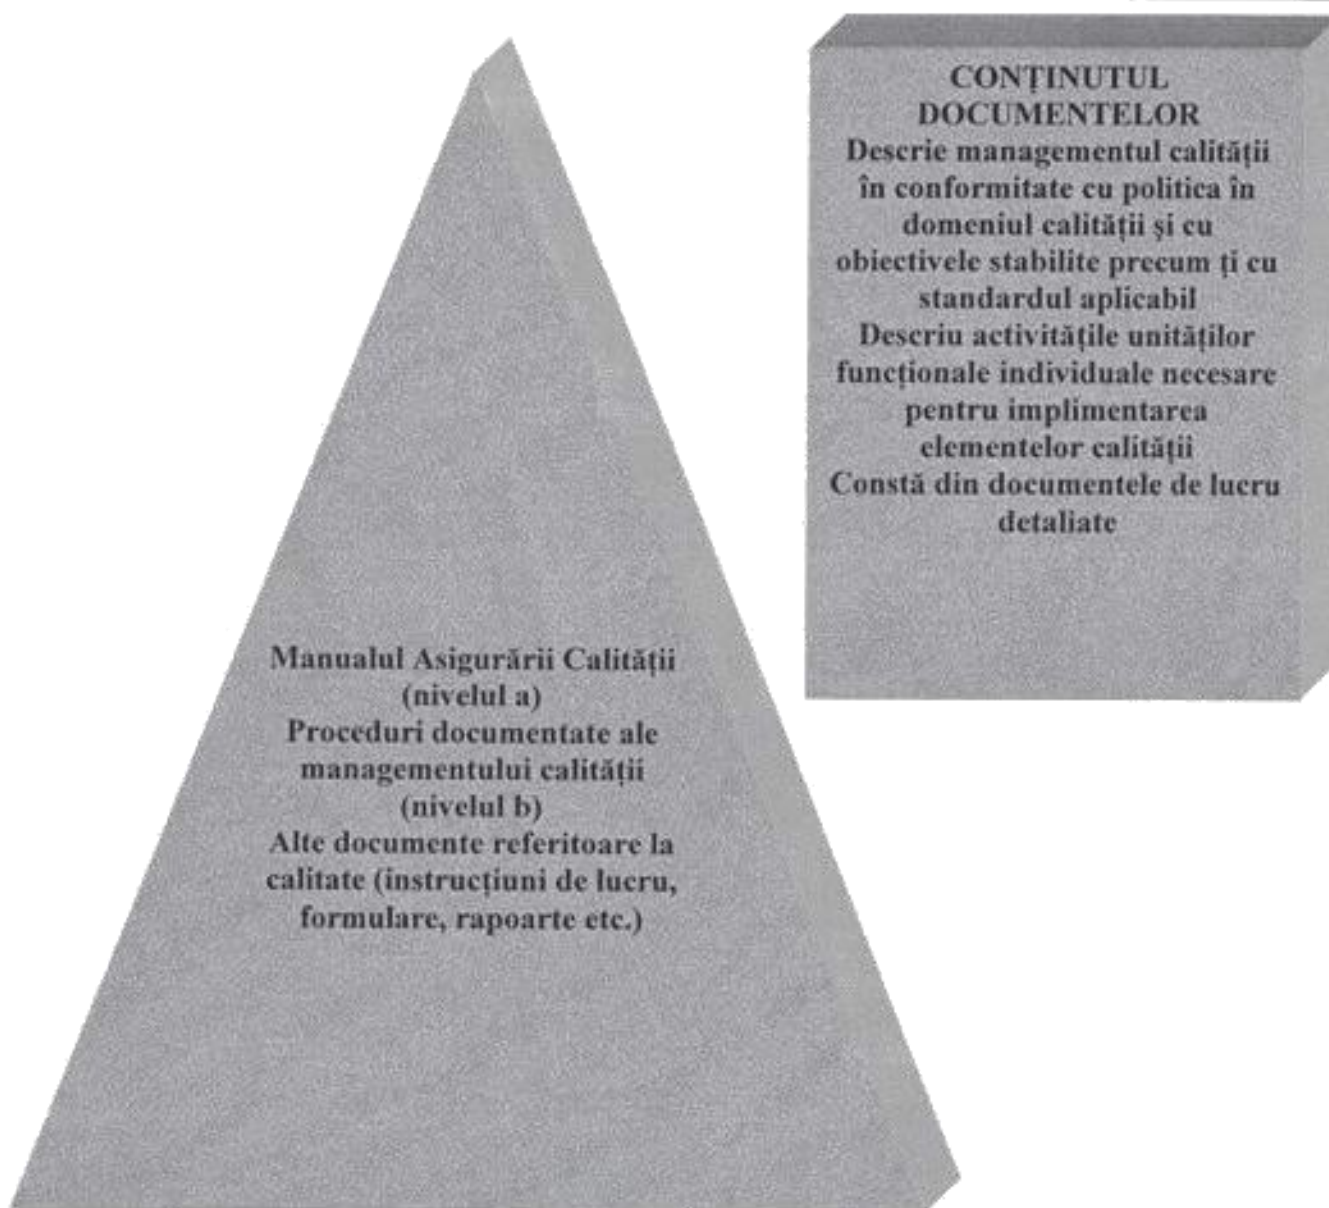 CONȚINUTUL
DOCUMENTELOR
Descrie managementul calității
în conformitate cu politica în
domeniul calității şi cu
obiectivele stabilite precum ți cu
standardul aplicabil
Descriu activitățile unităților
funcționale individuale necesare
pentru implimentarea
elementelor calității
Constă din documentele de lucru
detaliate
Manualul Asigurării Calității
(nivelul a)
Proceduri documentate ale
managementului calității
(nivelul b)
Alte documente referitoare la
calitate (instrucțiuni de lucru,
formulare, rapoarte etc.)